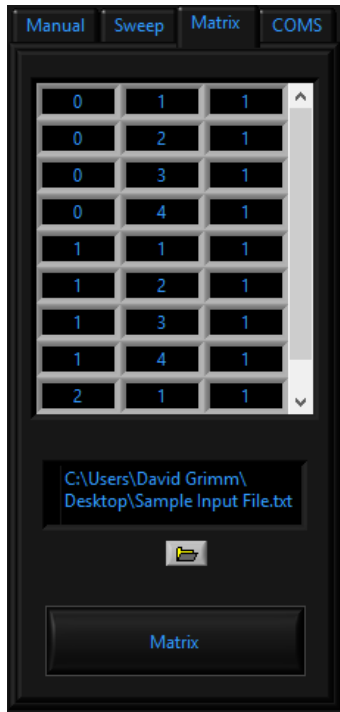 Manual Sweep Matrix COMS
0 1 1
0 2 1
0 3 1
0 4 1
1 1 1
1 2 1
1 3 1
1 4 1
2 1 1
C:\Users\David Grimm\
Desktop\Sample Input File.txt
Matrix